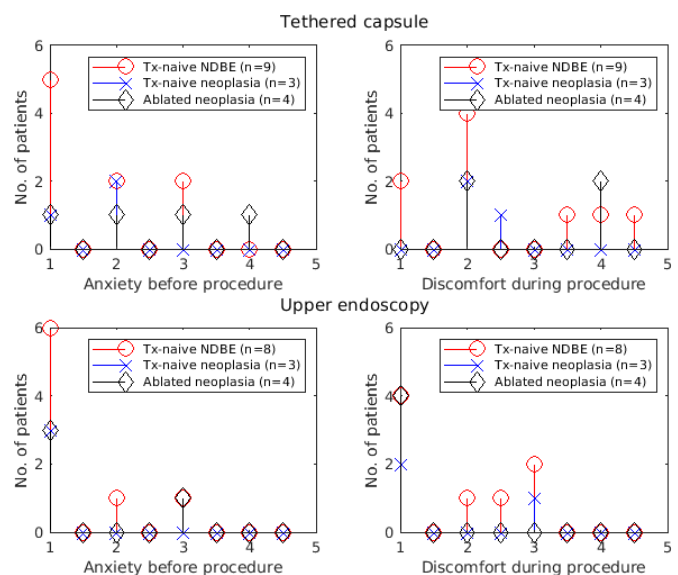 Tethered capsule
6
4
2
0
No. of patients
Tx-naive NDBE (n=9)
Tx-naive neoplasia (n=3)
Ablated neoplasia (n=4)
1 2 3 4 5
Anxiety before procedure
6
4
2
0
No. of patients
Tx-naive NDBE (n=9)
Tx-naive neoplasia (n=3)
Ablated neoplasia (n=4)
1 2 3 4 5
Discomfort during procedure
Upper endoscopy
6
4
2
0
No. of patients
Tx-naive NDBE (n=8)
Tx-naive neoplasia (n=3)
Ablated neoplasia (n=4)
1 2 3 4 5
Anxiety before procedure
6
4
2
0
No. of patients
Tx-naive NDBE (n=8)
Tx-naive neoplasia (n=3)
Ablated neoplasia (n=4)
1 2 3 4 5
Discomfort during procedure